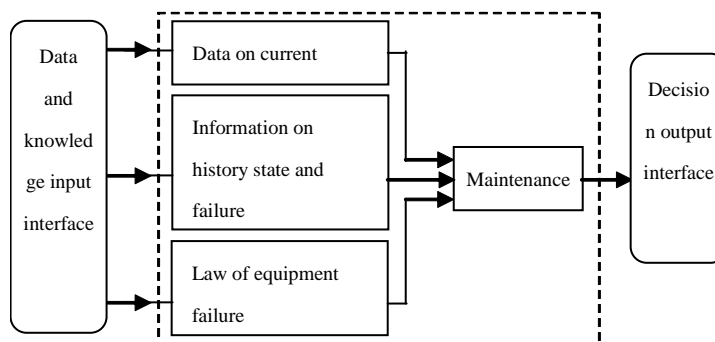 Data
and
knowled
ge input
interface
Data on current
Information on
history state and
failure
Law of equipment
failure
Maintenance
Decisio
n output
interface